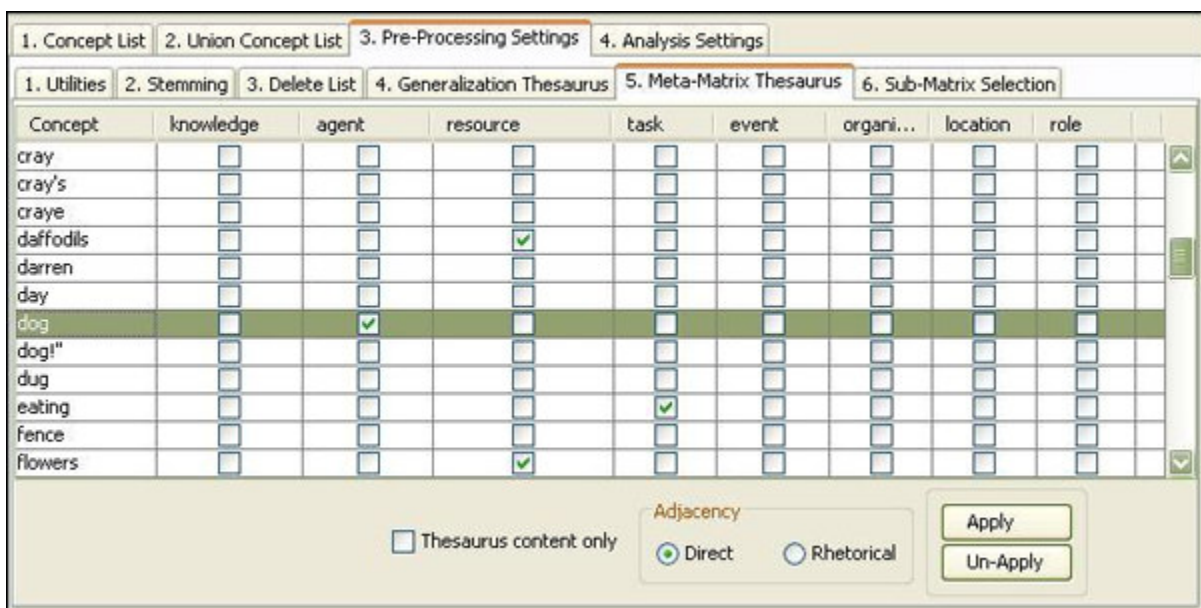 1. Concept List 2. Union Concept List 3. Pre-Processing Settings 4. Analysis Settings
1. Utilities 2. Stemming 3. Delete List 4. Generalization Thesaurus 5. Meta-Matrix Thesaurus 6. Sub-Matrix Selection
Concept knowledge agent resource task event organi... location role
cray
cray's
craye
daffodils
darren
day
dog
dog!"
dug
eating
fence
flowers
Adjacency
Thesaurus content only Direct Rhetorical
Apply
Un-Apply